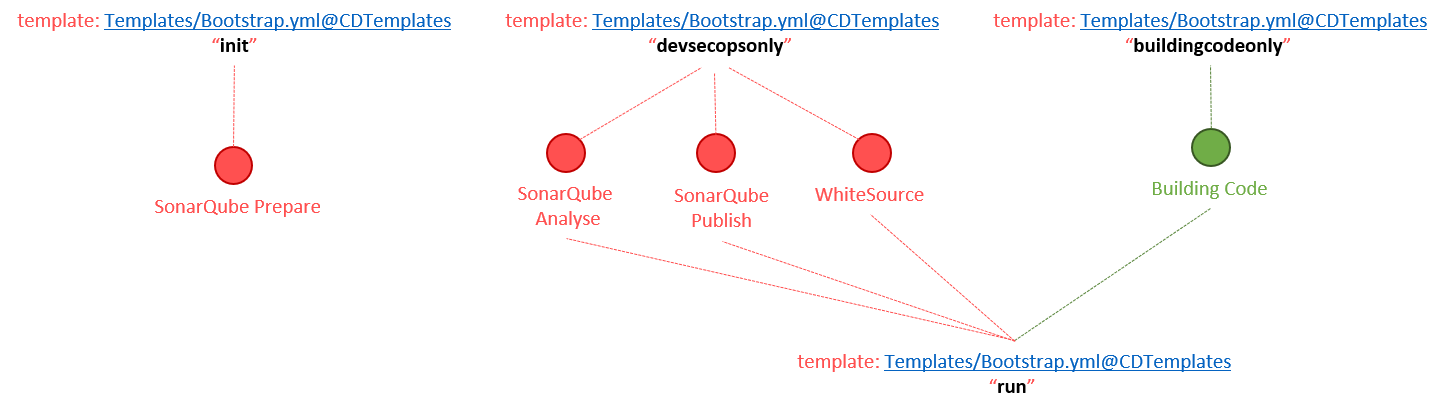 template: Templates/Bootstrap.yml@CDTemplates
“init”
template: Templates/Bootstrap.yml@CDTemplates
“devsecopsonly”
template: Templates/Bootstrap.yml@CDTemplates
“buildingcodeonly”
SonarQube Prepare
SonarQube
Analyse
SonarQube
Publish
WhiteSource
Building Code
template: Templates/Bootstrap.yml@CDTemplates
“run”